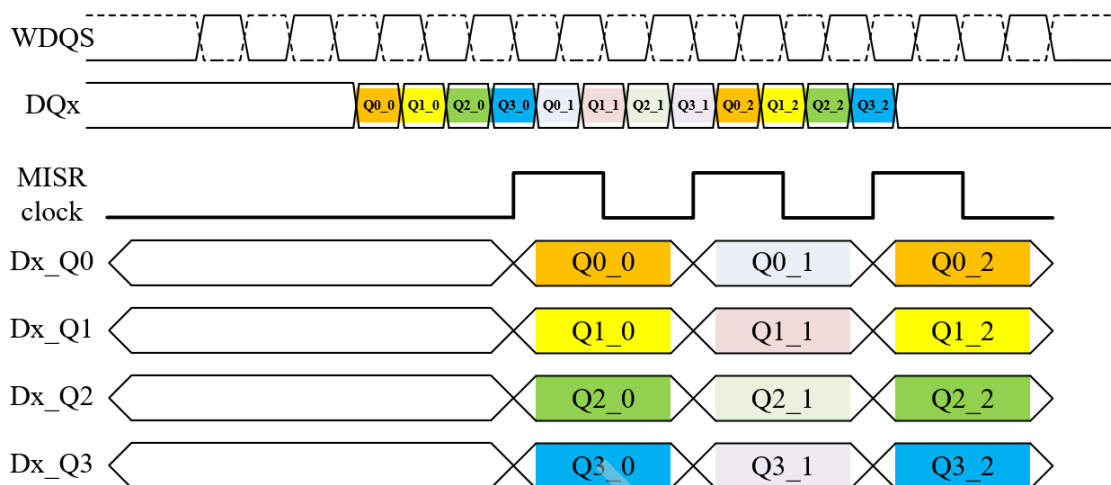 WDQS
DQx Q0_0 Q1_0 Q2_0 Q3_0 Q0_1 Q1_1 Q2_1 Q3_1 Q0_2 Q1_2 Q2_2 Q3_2
MISR
clock
Dx_Q0 Q0_0 Q0_1 Q0_2
Dx_Q1 Q1_0 Q1_1 Q1_2
Dx_Q2 Q2_0 Q2_1 Q2_2
Dx_Q3 Q3_0 Q3_1 Q3_2